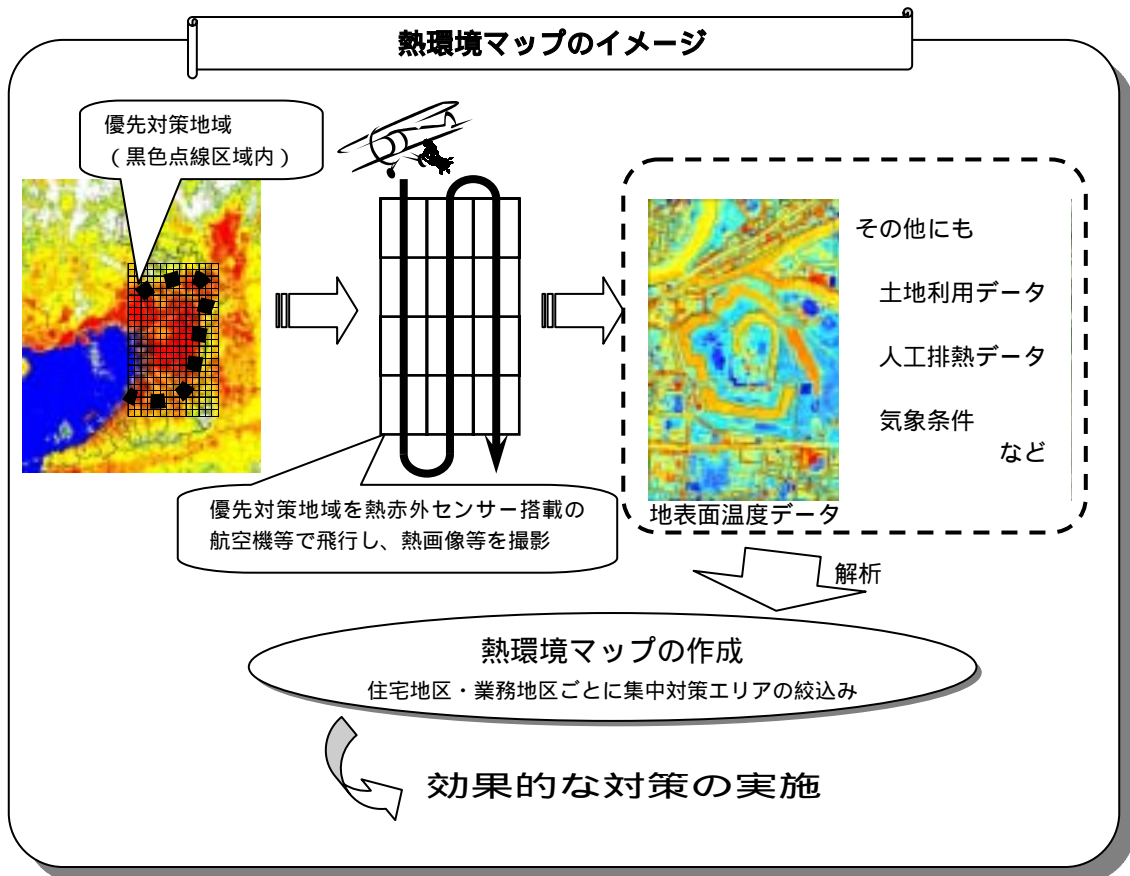 熱環境マップのイメージ
優先対策地域
（黒色点線区域内）
その他にも
土地利用データ
人工排熱データ
気象条件
など
地表面温度データ
優先対策地域を熱赤外センサー搭載の
航空機等で飛行し、熱画像等を撮影
解析
熱環境マップの作成
住宅地区・業務地区ごとに集中対策エリアの絞込み
効果的な対策の実施